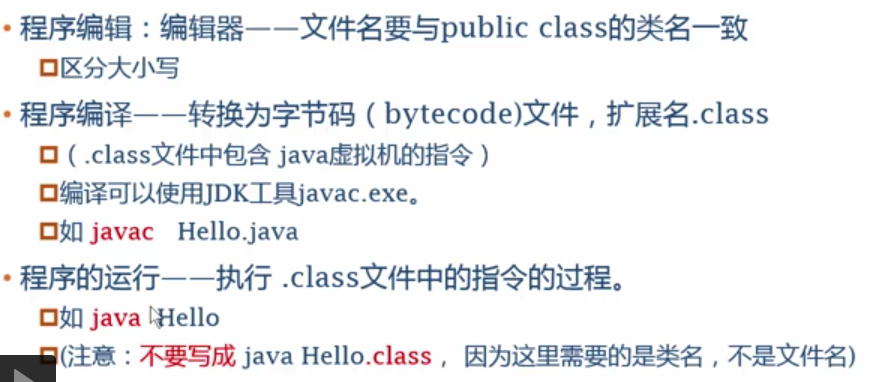 • 程序编辑：编辑器——文件名要与public class的类名一致
区分大小写
• 程序编译——转换为字节码（bytecode)文件，扩展名.class
（ .class文件中包含 java虚拟机的指令 ）
编译可以使用JDK工具javac.exe。
如 javac Hello.java
• 程序的运行——执行 .class文件中的指令的过程。
如 java Hello
(注意：不要写成 java Hello.class ， 因为这里需要的是类名，不是文件名)